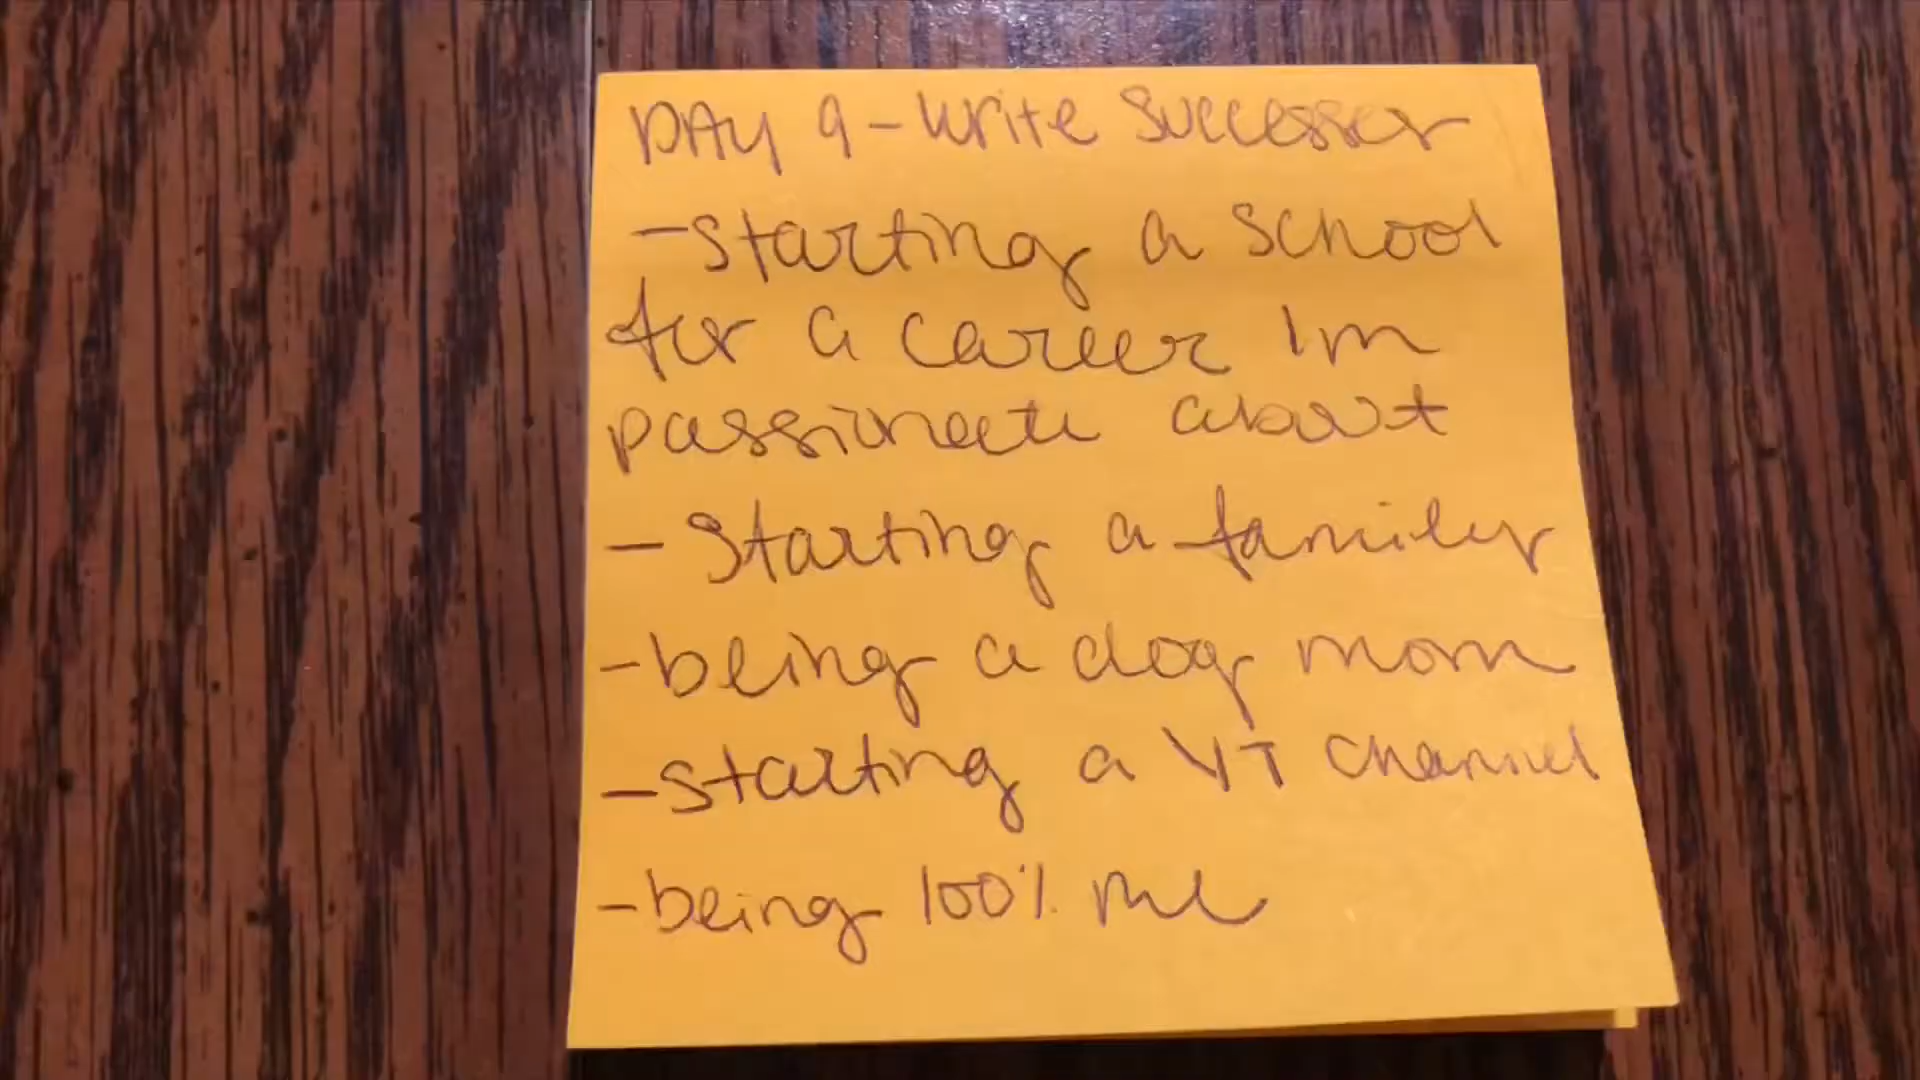 DAY 9 - Write Successes
- Starting a School
for a career Im
passionate about
- Starting a family
- being a dog mom
- starting a YT channel
- being 100% me